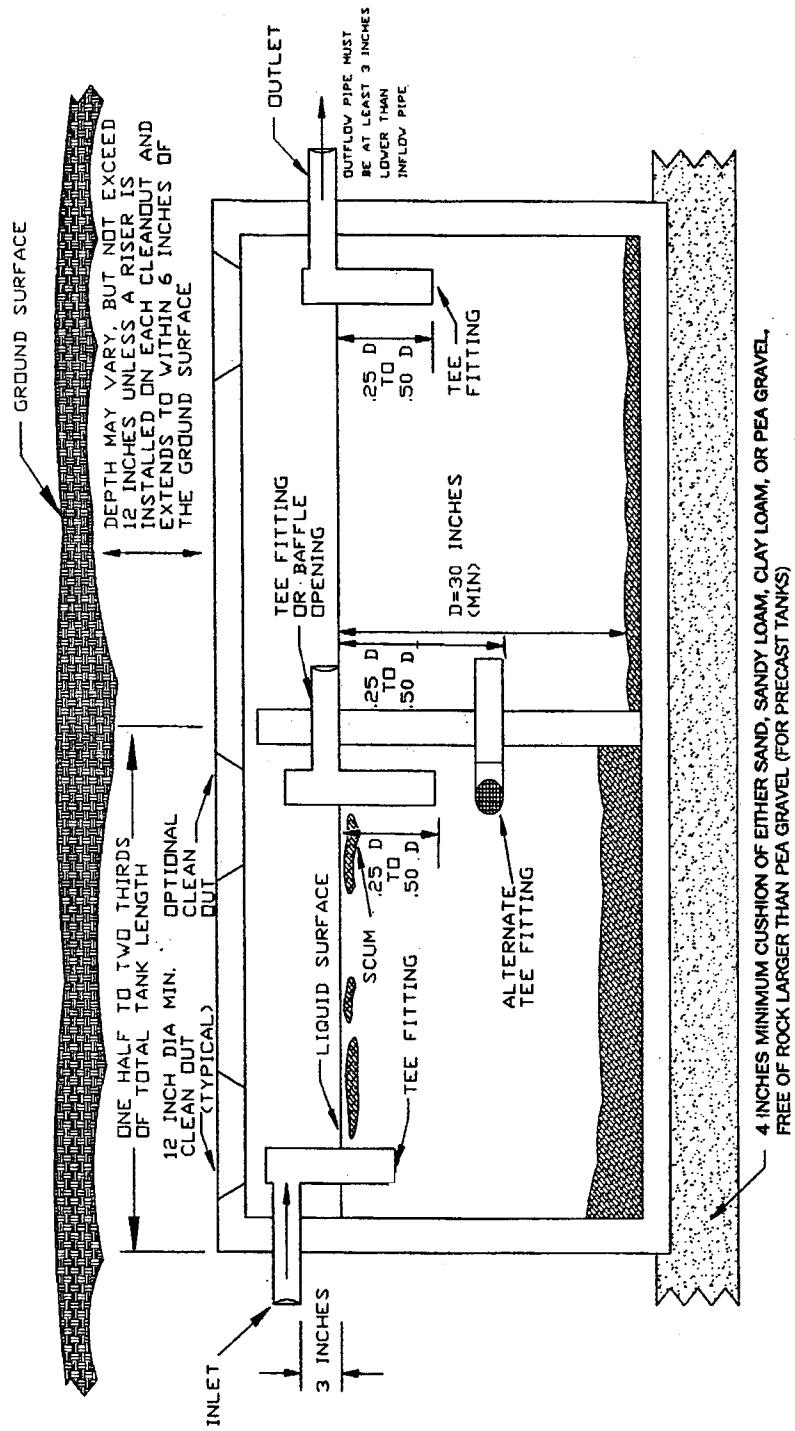 GROUND SURFACE
DEPTH MAY VARY, BUT NOT EXCEED
12 INCHES UNLESS A RISER IS
INSTALLED ON EACH CLEANOUT AND
EXTENDS TO WITHIN 6 INCHES OF
THE GROUND SURFACE
ONE HALF TO TWO THIRDS
OF TOTAL TANK LENGTH
12 INCH DIA MIN.
CLEAN OUT
(TYPICAL)
OPTIONAL
CLEAN
OUT
TEE FITTING
OR BAFFLE
OPENING
OUTLET
OUTFLOW PIPE MUST
BE AT LEAST 3 INCHES
LOWER THAN
INFLOW PIPE
INLET
3 INCHES
LIQUID SURFACE
SCUM
TEE FITTING
.25 D
TO
.50 D
ALTERNATE
TEE FITTING
.25 D
TO
.50 D
D=30 INCHES
(MIN)
.25 D
TO
.50 D
TEE
FITTING
4 INCHES MINIMUM CUSHION OF EITHER SAND, SANDY LOAM, CLAY LOAM, OR PEA GRAVEL,
FREE OF ROCK LARGER THAN PEA GRAVEL (FOR PRECAST TANKS)